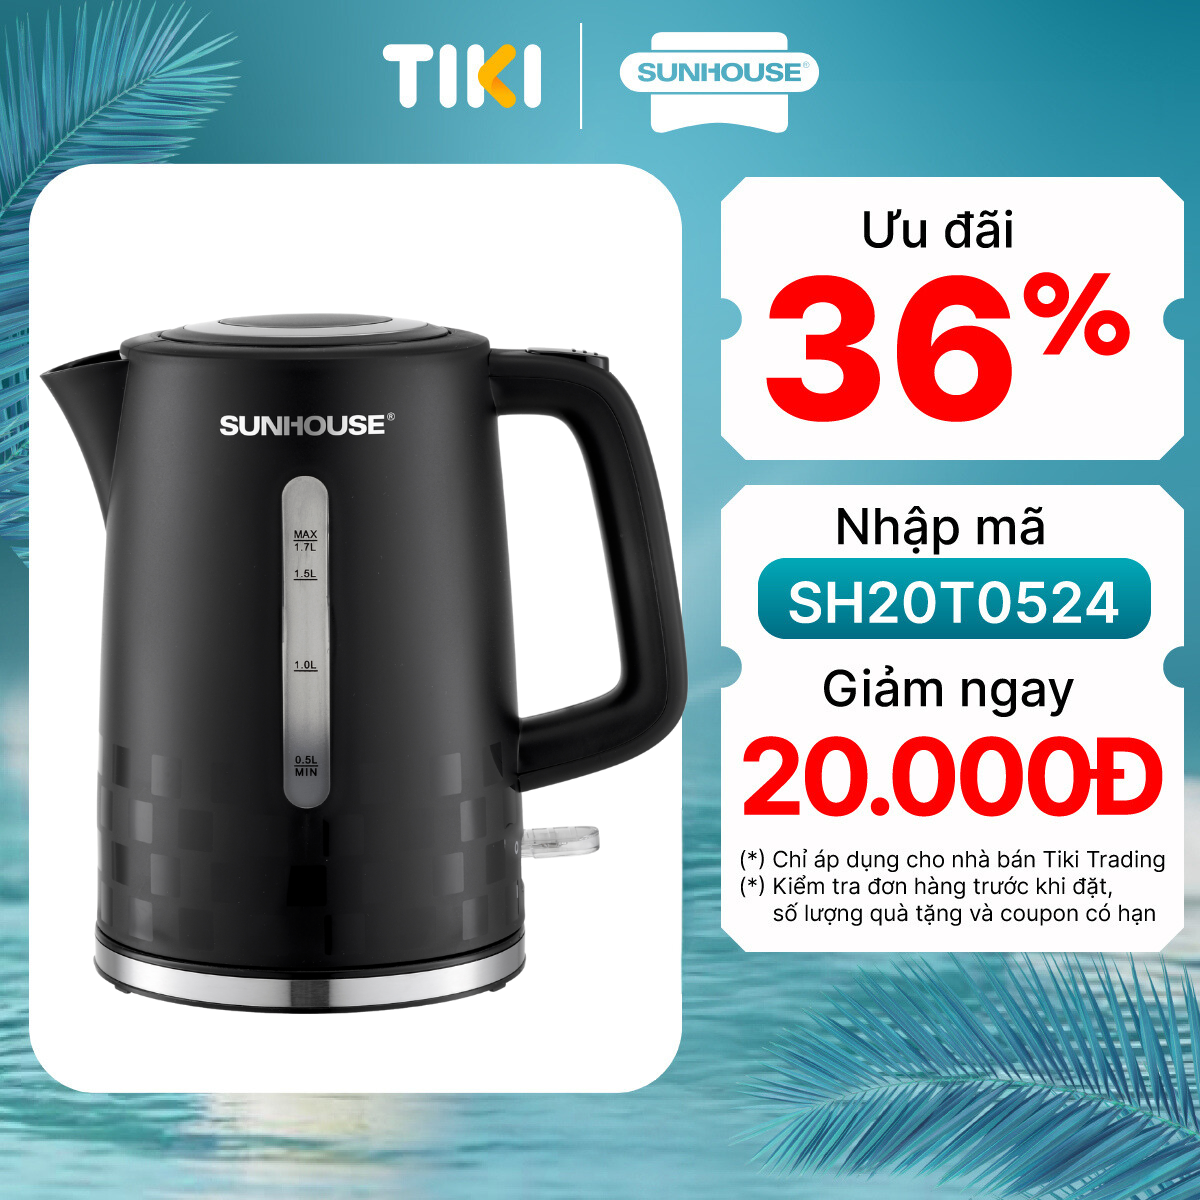 TIKI
SUNHOUSE®
Ưu đãi
36%
SUNHOUSE®
MAX
1.7L
1.5L
1.0L
0.5L
MIN
Nhập mã
SH20T0524
Giảm ngay
20.000Đ
(*) Chỉ áp dụng cho nhà bán Tiki Trading
(*) Kiểm tra đơn hàng trước khi đặt,
số lượng quà tặng và coupon có hạn